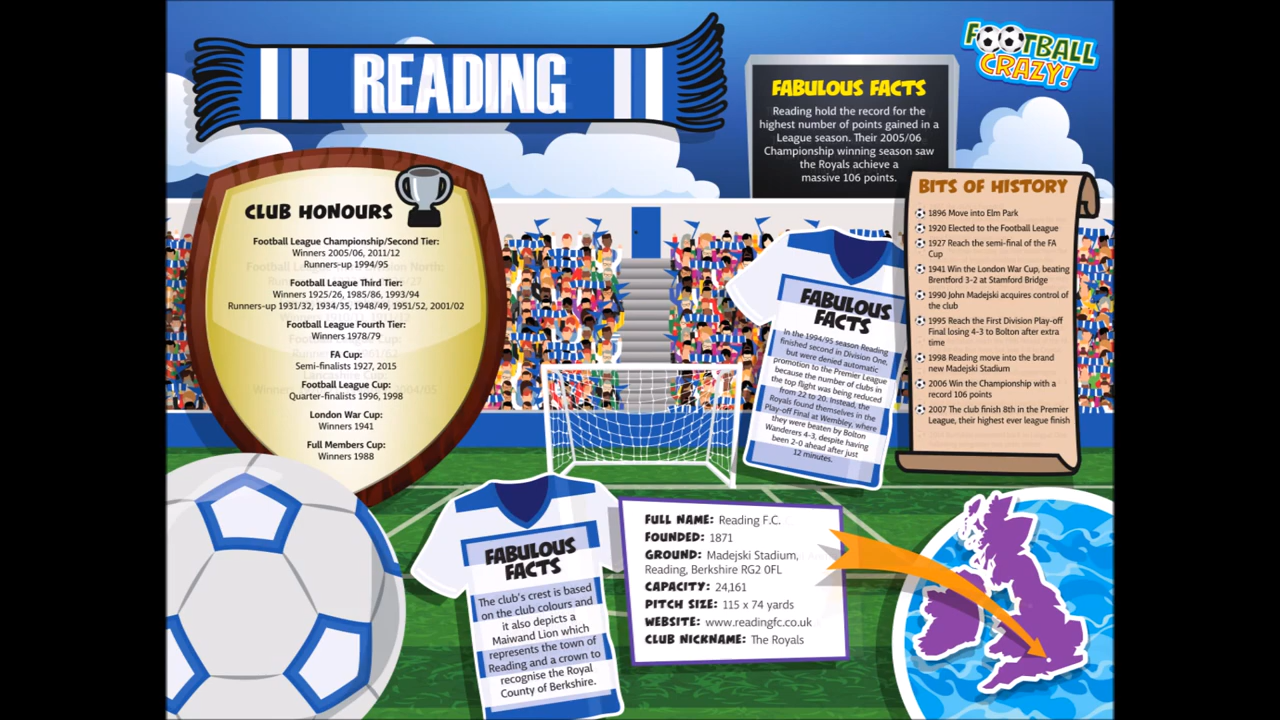 READING
FOOTBALL
CRAZY!
FABULOUS FACTS
Reading hold the record for the
highest number of points gained in a
League season. Their 2005/06
Championship winning season saw
the Royals achieve a
massive 106 points.
CLUB HONOURS
Football League Championship/Second Tier:
Winners 2005/06, 2011/12
Runners-up 1994/95
Football League Third Tier:
Winners 1925/26, 1985/86, 1993/94
Runners-up 1931/32, 1934/35, 1948/49, 1951/52, 2001/02
Football League Fourth Tier:
Winners 1978/79
FA Cup:
Semi-finalists 1927, 2015
Football League Cup:
Quarter-finalists 1996, 1998
London War Cup:
Winners 1941
Full Members Cup:
Winners 1988
BITS OF HISTORY
1896 Move into Elm Park
1920 Elected to the Football League
1927 Reach the semi-final of the FA
Cup
1941 Win the London War Cup, beating
Brentford 3-2 at Stamford Bridge
1990 John Madejski acquires control of
the club
1995 Reach the First Division Play-off
Final losing 4-3 to Bolton after extra
time
1998 Reading move into the brand
new Madejski Stadium
2006 Win the Championship with a
record 106 points
2007 The club finish 8th in the Premier
League, their highest ever league finish
FABULOUS
FACTS
In the 1994/95 season Reading
finished second in Division One,
but were denied automatic
promotion to the Premier League
because the number of clubs in
the top flight was being reduced
from 22 to 20. Instead, the
Royals found themselves in the
Play-off Final at Wembley, where
they were beaten by Bolton
Wanderers 4-3, despite having
been 2-0 ahead after just
12 minutes.
FABULOUS
FACTS
The club's crest is based
on the club colours and
it also depicts a
Maiwand Lion which
represents the town of
Reading and a crown to
recognise the Royal
County of Berkshire.
FULL NAME: Reading F.C.
FOUNDED: 1871
GROUND: Madejski Stadium,
Reading, Berkshire RG2 0FL
CAPACITY: 24,161
PITCH SIZE: 115 x 74 yards
WEBSITE: www.readingfc.co.uk
CLUB NICKNAME: The Royals